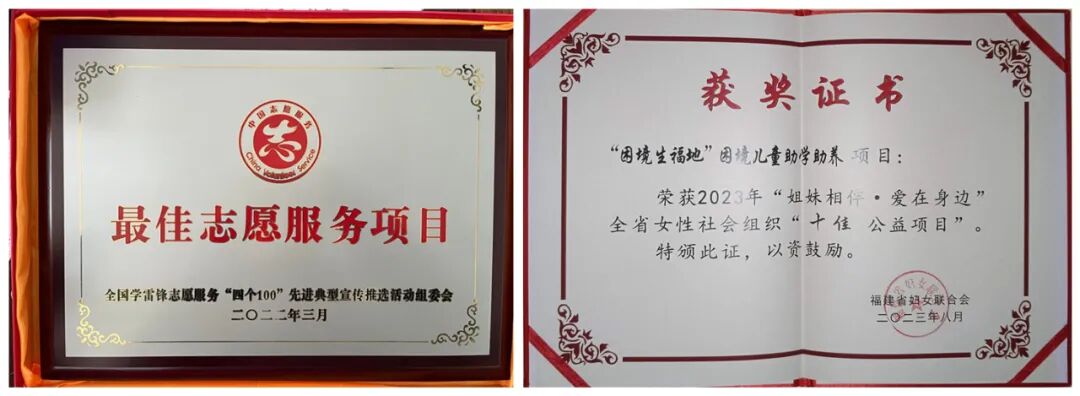 中国志愿服务
志
China Volunteer Service
最佳志愿服务项目
全国学雷锋志愿服务“四个100”先进典型宣传推选活动组委会
二〇二二年三月
获奖证书
“困境生福地”困境儿童助学助养 项目：
荣获2023年“姐妹相伴·爱在身边”
全省女性社会组织“十佳 公益项目”。
特颁此证，以资鼓励。
福建省妇女联合会
二〇二三年八月